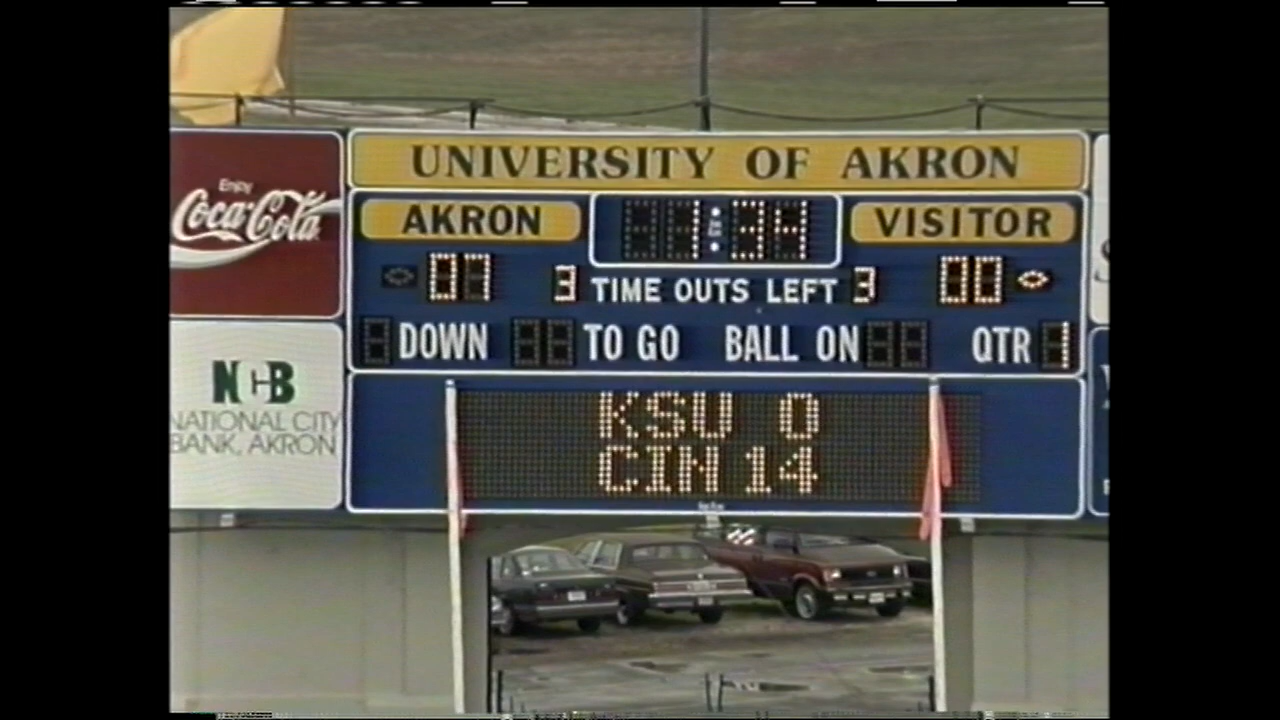 UNIVERSITY OF AKRON
Enjoy
Coca-Cola
AKRON 1:34 VISITOR
07 3 TIME OUTS LEFT 3 00
DOWN TO GO BALL ON QTR 1
NCB
NATIONAL CITY
BANK, AKRON
KSU 0
CIN 14